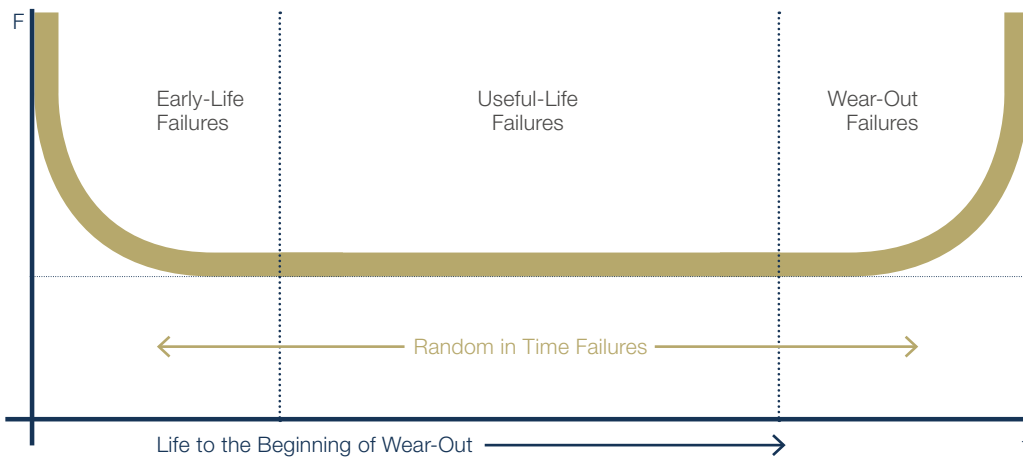 F
Early-Life
Failures
Useful-Life
Failures
Wear-Out
Failures
Random in Time Failures
Life to the Beginning of Wear-Out